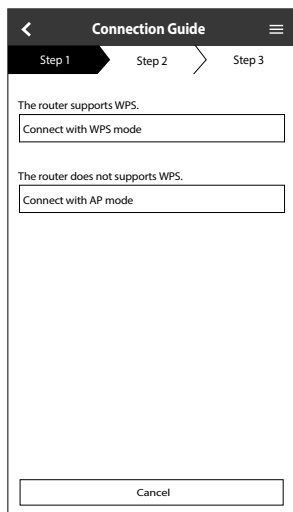 Connection Guide
Step 1
Step 2
Step 3
The router supports WPS.
Connect with WPS mode
The router does not supports WPS.
Connect with AP mode
Cancel